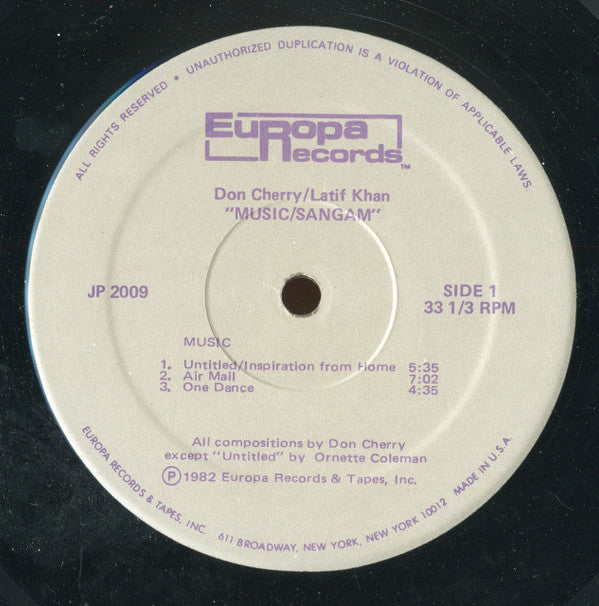 ALL RIGHTS RESERVED • UNAUTHORIZED DUPLICATION IS A VIOLATION OF APPLICABLE LAWS
Europa
Records™
Don Cherry/Latif Khan
"MUSIC/SANGAM"
JP 2009
SIDE 1
33 1/3 RPM
MUSIC
1. Untitled/Inspiration from Home 5:35
2. Air Mail 7:02
3. One Dance 4:35
All compositions by Don Cherry
except "Untitled" by Ornette Coleman
Ⓟ1982 Europa Records & Tapes, Inc.
EUROPA RECORDS & TAPES, INC. 611 BROADWAY, NEW YORK, NEW YORK 10012 MADE IN U.S.A.